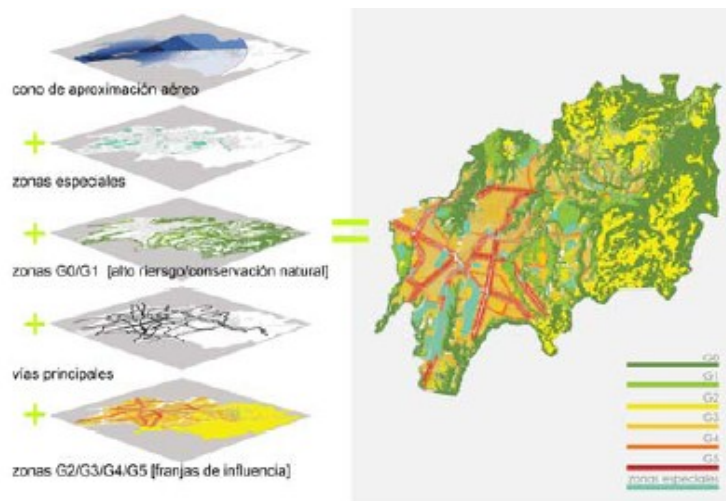 cono de aproximación aéreo
+
zonas especiales
+
zonas G0/G1 [alto riesgo/conservación natural]
+
vías principales
+
zonas G2/G3/G4/G5 [franjas de influencia]
=
G0
G1
G2
G3
G4
G5
zonas especiales